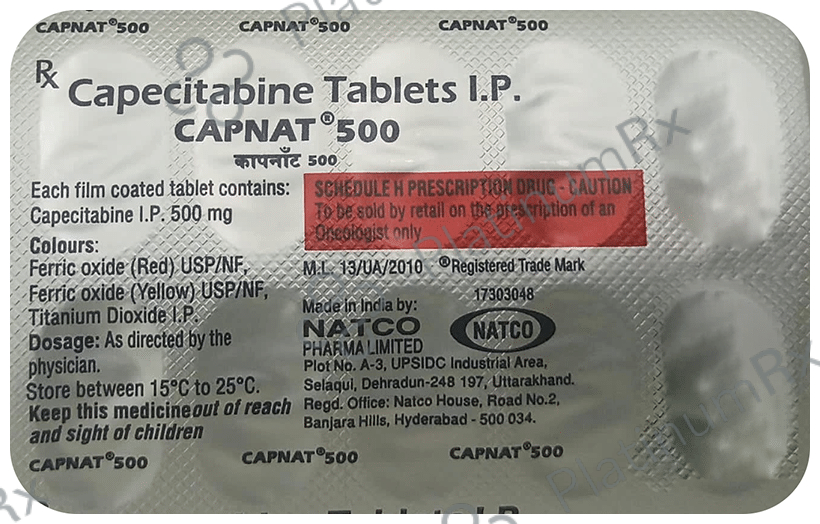 CAPNAT®500 CAPNAT®500 CAPNAT®500
Rx Capecitabine Tablets I.P.
CAPNAT®500
कापनॉट 500
Each film coated tablet contains:
Capecitabine I.P. 500 mg
Colours:
Ferric oxide (Red) USP/NF,
Ferric oxide (Yellow) USP/NF,
Titanium Dioxide I.P.
Dosage: As directed by the
physician.
Store between 15°C to 25°C.
Keep this medicine out of reach
and sight of children
SCHEDULE H PRESCRIPTION DRUG - CAUTION
To be sold by retail on the prescription of an
Oncologist only
M.L. 13/UA/2010 ®Registered Trade Mark
17303048
Made in India by:
NATCO
PHARMA LIMITED
NATCO
Plot No. A-3, UPSIDC Industrial Area,
Selaqui, Dehradun-248 197, Uttarakhand.
Regd. Office: Natco House, Road No.2,
Banjara Hills, Hyderabad - 500 034.
CAPNAT®500 CAPNAT®500 CAPNAT®500
PlatinumRx
PlatinumRx